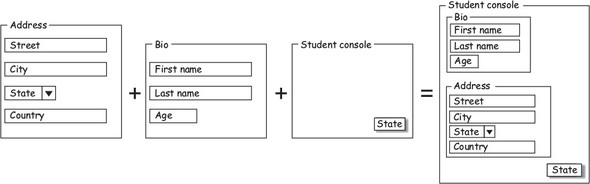 Address
Street
City
State
Country
+
Bio
First name
Last name
Age
+
Student console
State
=
Student console
Bio
First name
Last name
Age
Address
Street
City
State
Country
State